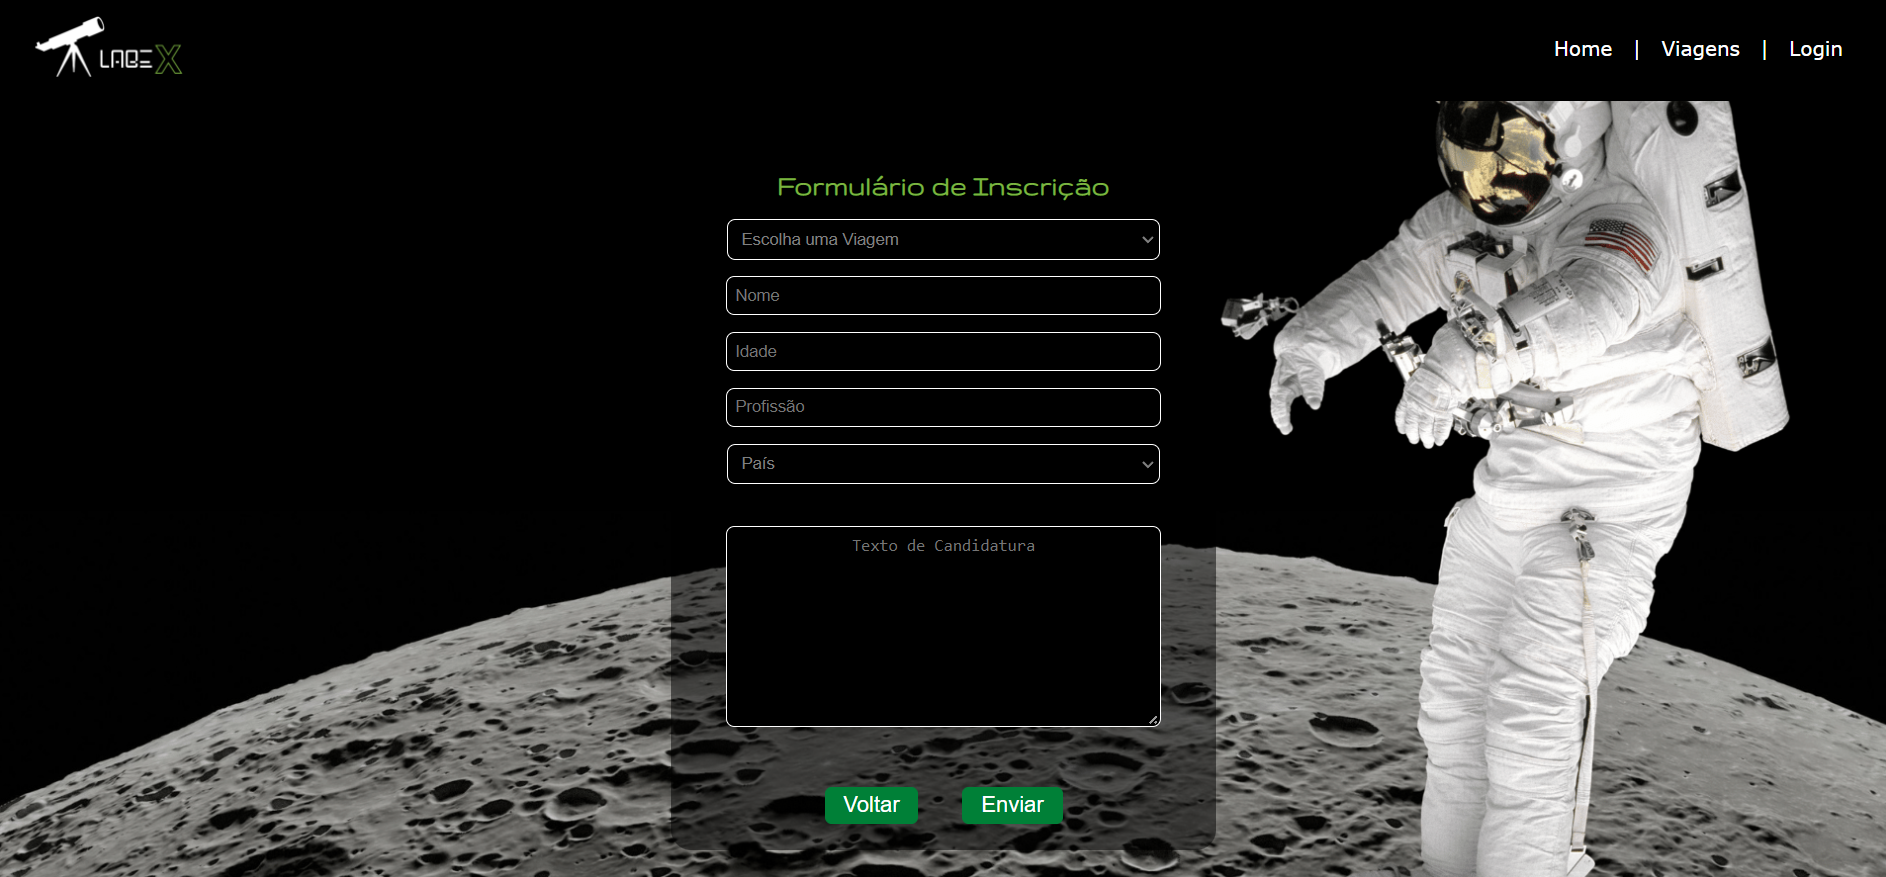 LABEX
Home | Viagens | Login
Formulário de Inscrição
Escolha uma Viagem
Nome
Idade
Profissão
País
Texto de Candidatura
Voltar Enviar